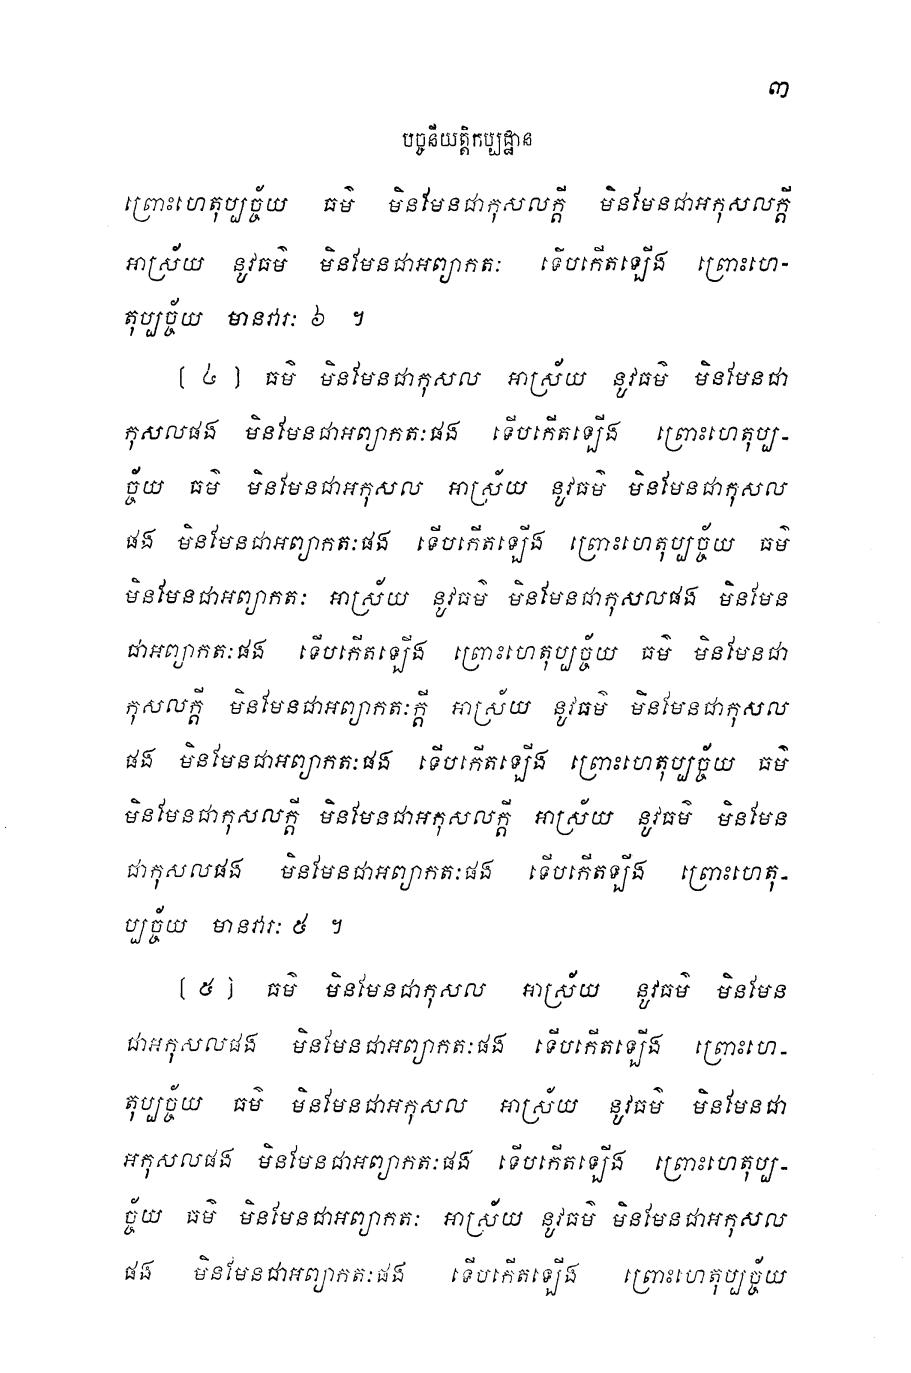 ៣
បច្ចនីយត្តិកប្បដ្ឋាន
ព្រោះហេតុប្បច្ច័យ ធម៌ មិនមែនជាកុសលក្តី មិនមែនជាអកុសលក្តី
អាស្រ័យ នូវធម៌ មិនមែនជាអព្យាកតៈ ទើបកើតឡើង ព្រោះហេ-
តុប្បច្ច័យ មានវារៈ ៦ ។
(៤) ធម៌ មិនមែនជាកុសល អាស្រ័យ នូវធម៌ មិនមែនជា
កុសលផង មិនមែនជាអព្យាកតៈផង ទើបកើតឡើង ព្រោះហេតុប្ប-
ច្ច័យ ធម៌ មិនមែនជាអកុសល អាស្រ័យ នូវធម៌ មិនមែនជាកុសល
ផង មិនមែនជាអព្យាកតៈផង ទើបកើតឡើង ព្រោះហេតុប្បច្ច័យ ធម៌
មិនមែនជាអព្យាកតៈ អាស្រ័យ នូវធម៌ មិនមែនជាកុសលផង មិនមែន
ជាអព្យាកតៈផង ទើបកើតឡើង ព្រោះហេតុប្បច្ច័យ ធម៌ មិនមែនជា
កុសលក្តី មិនមែនជាអព្យាកតៈក្តី អាស្រ័យ នូវធម៌ មិនមែនជាកុសល
ផង មិនមែនជាអព្យាកតៈផង ទើបកើតឡើង ព្រោះហេតុប្បច្ច័យ ធម៌
មិនមែនជាកុសលក្តី មិនមែនជាអកុសលក្តី អាស្រ័យ នូវធម៌ មិនមែន
ជាកុសលផង មិនមែនជាអព្យាកតៈផង ទើបកើតឡើង ព្រោះហេតុ-
ប្បច្ច័យ មានវារៈ ៥ ។
(៥) ធម៌ មិនមែនជាកុសល អាស្រ័យ នូវធម៌ មិនមែន
ជាអកុសលផង មិនមែនជាអព្យាកតៈផង ទើបកើតឡើង ព្រោះហេ-
តុប្បច្ច័យ ធម៌ មិនមែនជាអកុសល អាស្រ័យ នូវធម៌ មិនមែនជា
អកុសលផង មិនមែនជាអព្យាកតៈផង ទើបកើតឡើង ព្រោះហេតុប្ប-
ច្ច័យ ធម៌ មិនមែនជាអព្យាកតៈ អាស្រ័យ នូវធម៌ មិនមែនជាអកុសល
ផង មិនមែនជាអព្យាកតៈផង ទើបកើតឡើង ព្រោះហេតុប្បច្ច័យ